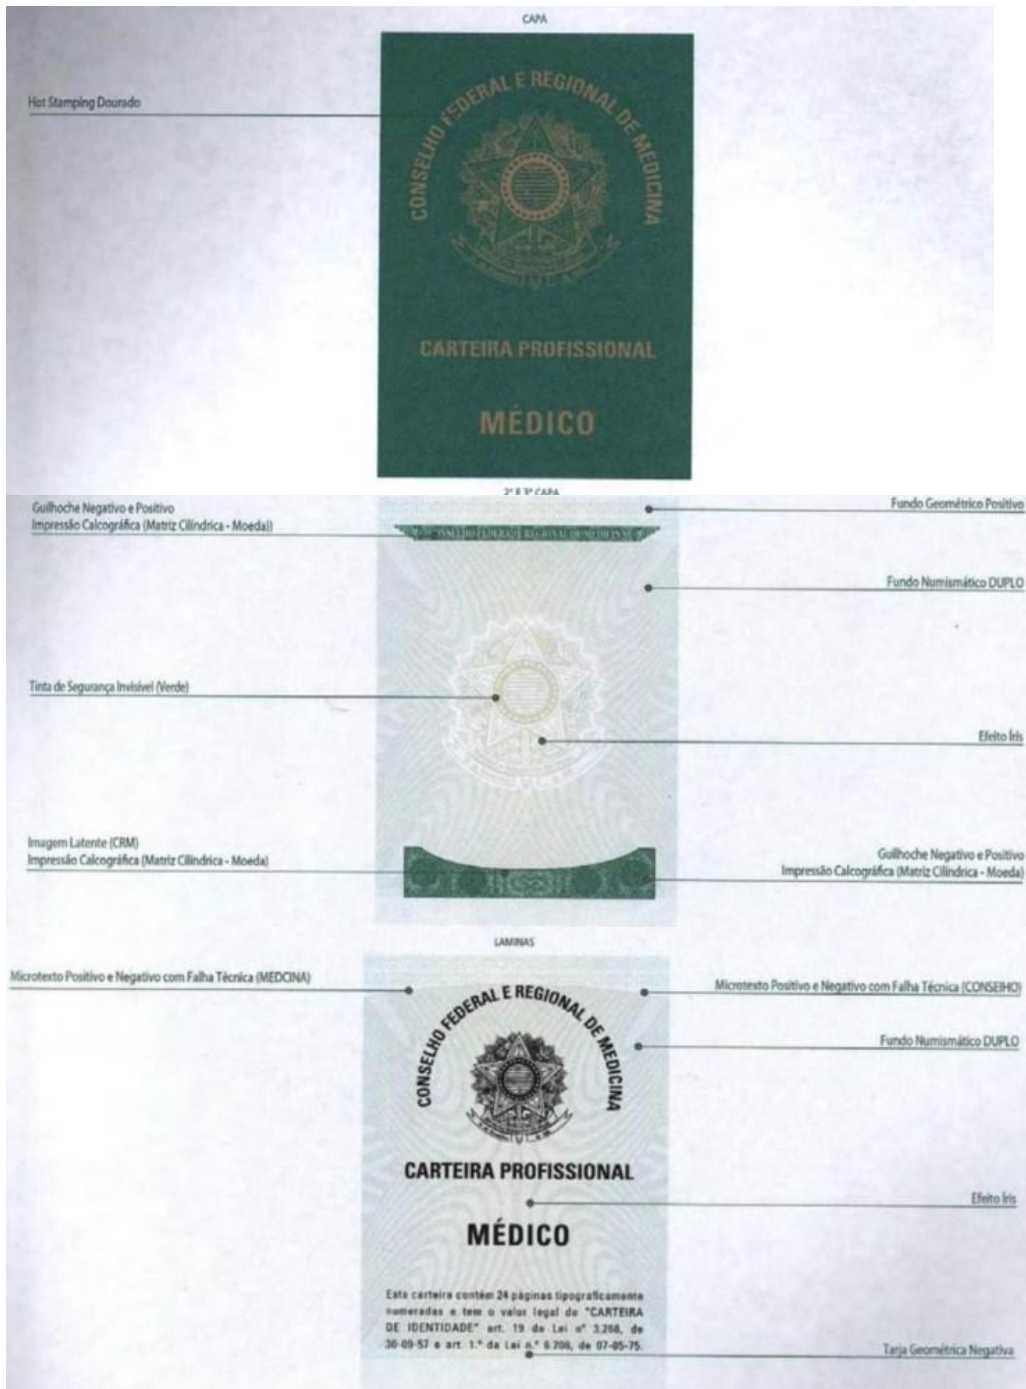 CAPA
Hot Stamping Dourado
CONSELHO FEDERAL E REGIONAL DE MEDICINA
CARTEIRA PROFISSIONAL
MÉDICO
2ª E 3ª CAPA
Guilhoche Negativo e Positivo
Impressão Calcográfica (Matriz Cilíndrica - Moeda))
Fundo Geométrico Positivo
Fundo Numismático DUPLO
Tinta de Segurança Invisível (Verde)
Efeito Íris
Imagem Latente (CRM)
Impressão Calcográfica (Matriz Cilíndrica - Moeda)
Guilhoche Negativo e Positivo
Impressão Calcográfica (Matriz Cilíndrica - Moeda)
LAMINAS
Microtexto Positivo e Negativo com Falha Técnica (MEDCINA)
Microtexto Positivo e Negativo com Falha Técnica (CONSEIHO)
CONSELHO FEDERAL E REGIONAL DE MEDICINA
Fundo Numismático DUPLO
CARTEIRA PROFISSIONAL
Efeito Íris
MÉDICO
Esta carteira contém 24 páginas tipograficamente
numeradas e tem o valor legal de "CARTEIRA
DE IDENTIDADE" art. 19 da Lei nº 3.268, de
30-09-57 e art. 1.º da Lei n.º 6.206, de 07-05-75.
Tarja Geométrica Negativa